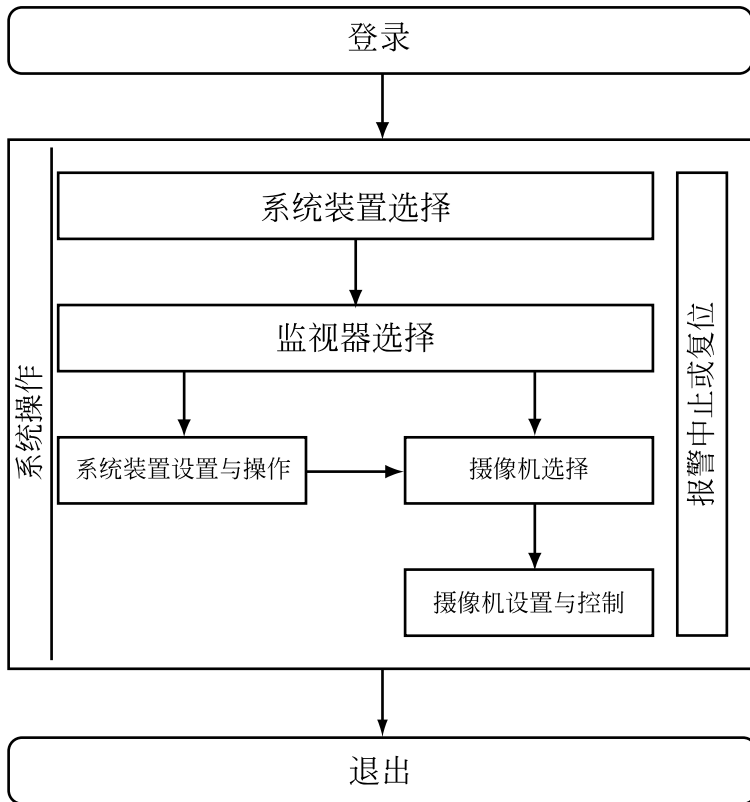 登录
系统操作
系统装置选择
监视器选择
系统装置设置与操作
摄像机选择
摄像机设置与控制
报警中止或复位
退出